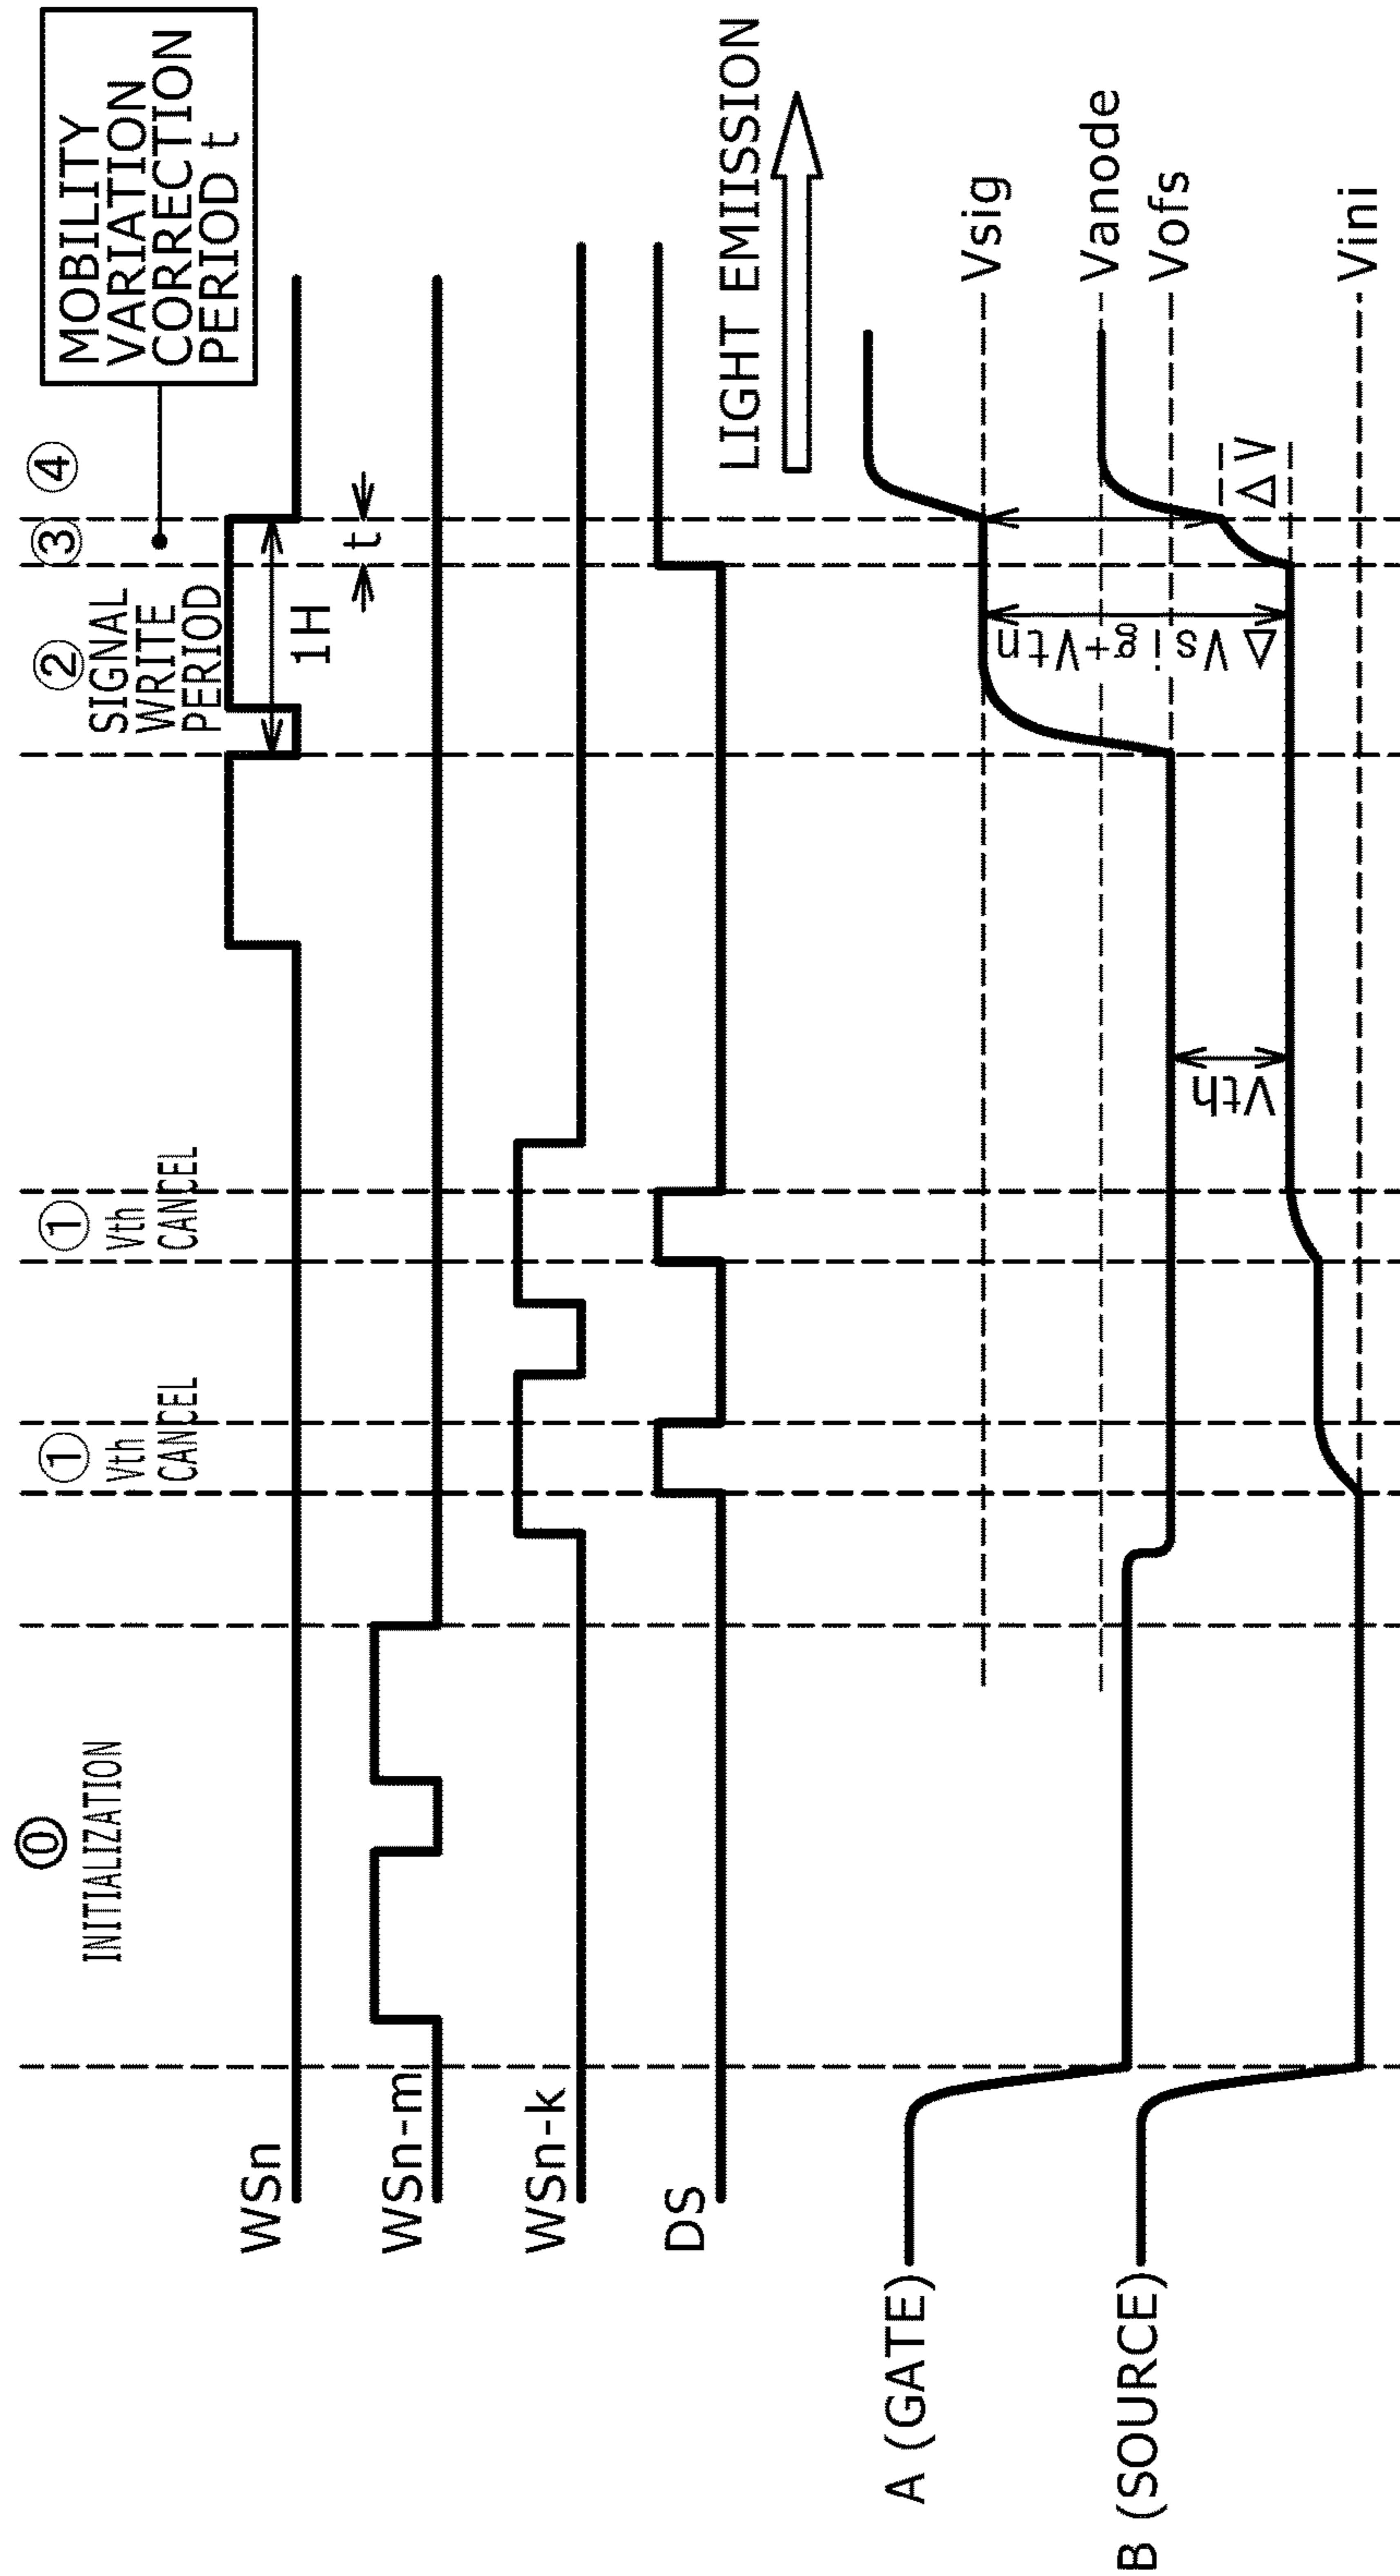 ⓪
INITIALIZATION
①
Vth
CANCEL
①
Vth
CANCEL
②
SIGNAL
WRITE
PERIOD
③
④
MOBILITY
VARIATION
CORRECTION
PERIOD t
WSn
1H
t
WSn-m
WSn-k
DS
LIGHT EMISSION
A (GATE)
Vsig
Vanode
Vofs
ΔVsig+Vtn
Vth
ΔV
B (SOURCE)
Vini